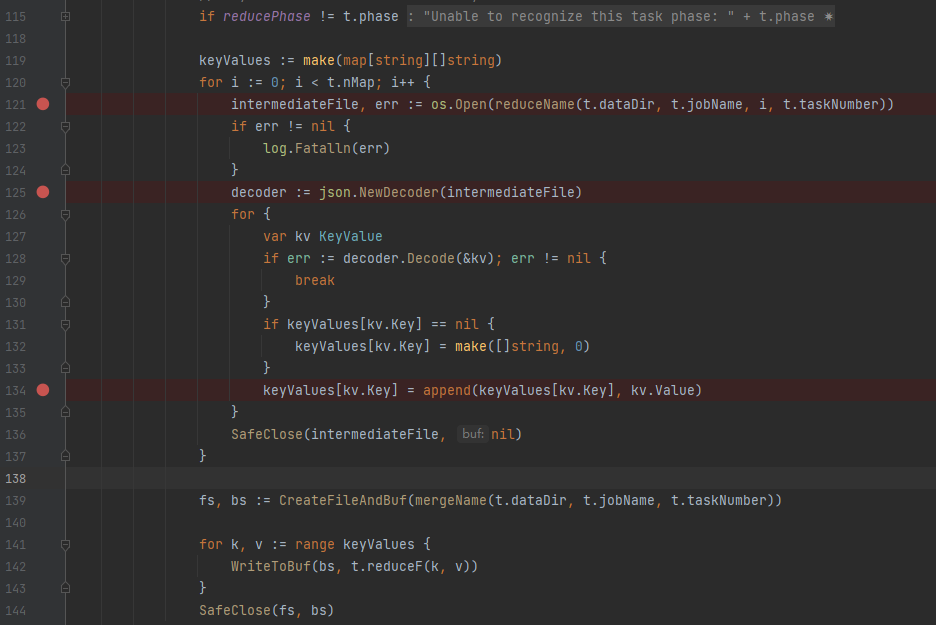 115 if reducePhase != t.phase : "Unable to recognize this task phase: " + t.phase
118
119 keyValues := make(map[string][]string)
120 for i := 0; i < t.nMap; i++ {
121 intermediateFile, err := os.Open(reduceName(t.dataDir, t.jobName, i, t.taskNumber))
122 if err != nil {
123 log.Fatalln(err)
124 }
125 decoder := json.NewDecoder(intermediateFile)
126 for {
127 var kv KeyValue
128 if err := decoder.Decode(&kv); err != nil {
129 break
130 }
131 if keyValues[kv.Key] == nil {
132 keyValues[kv.Key] = make([]string, 0)
133 }
134 keyValues[kv.Key] = append(keyValues[kv.Key], kv.Value)
135 }
136 SafeClose(intermediateFile, buf: nil)
137 }
138
139 fs, bs := CreateFileAndBuf(mergeName(t.dataDir, t.jobName, t.taskNumber))
140
141 for k, v := range keyValues {
142 WriteToBuf(bs, t.reduceF(k, v))
143 }
144 SafeClose(fs, bs)